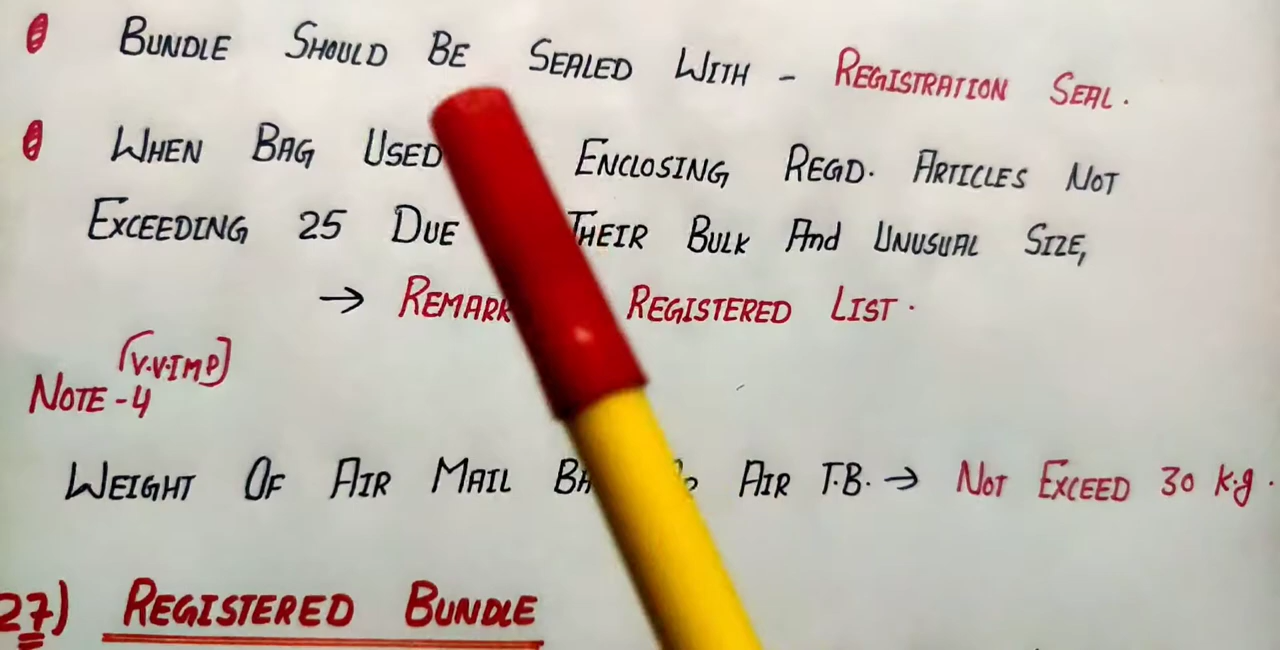 BUNDLE SHOULD BE SEALED WITH - REGISTRATION SEAL.
WHEN BAG USED ENCLOSING REGD. ARTICLES NOT
EXCEEDING 25 DUE THEIR BULK And UNUSUAL SIZE,
→ REMARK REGISTERED LIST.
(V.V.IMP]
NOTE-4
WEIGHT OF AIR MAIL AIR T.B. → NOT EXCEED 30 K.g.
27) REGISTERED BUNDLE